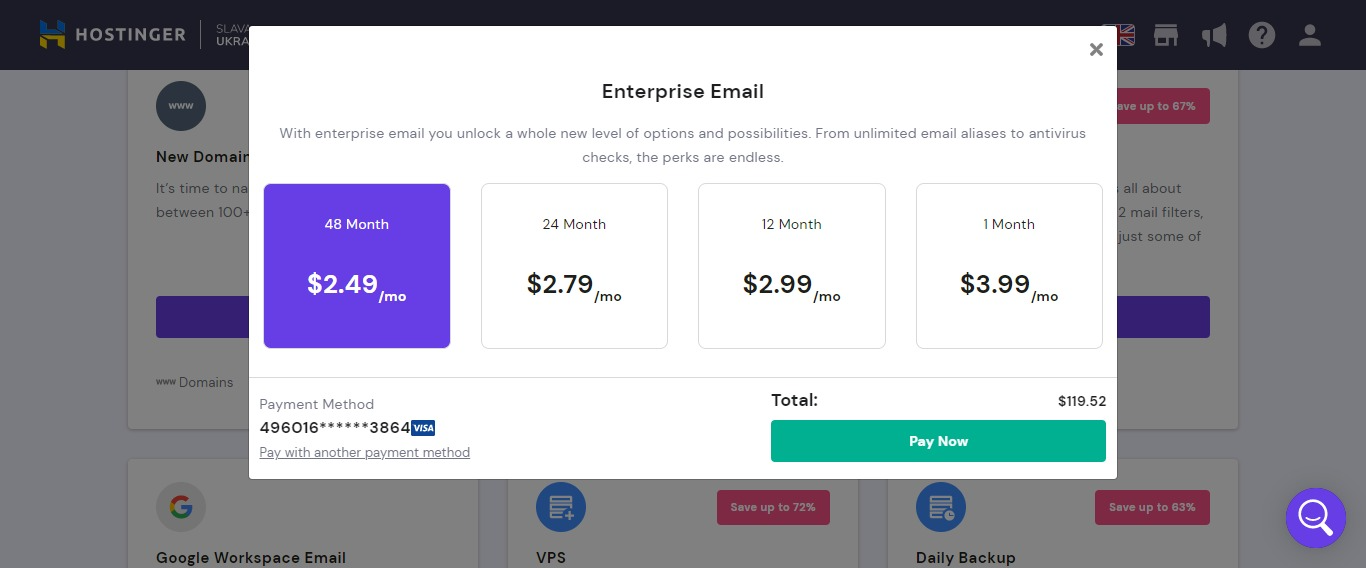 HOSTINGER
SLAVA
UKRA
www
ave up to 67%
New Domain
It's time to na
between 100+
s all about
2 mail filters,
just some of
www Domains
Enterprise Email
With enterprise email you unlock a whole new level of options and possibilities. From unlimited email aliases to antivirus
checks, the perks are endless.
48 Month
$2.49/mo
24 Month
$2.79/mo
12 Month
$2.99/mo
1 Month
$3.99/mo
Payment Method
496016******3864 VISA
Pay with another payment method
Total: $119.52
Pay Now
Google Workspace Email
Save up to 72%
VPS
Save up to 63%
Daily Backup